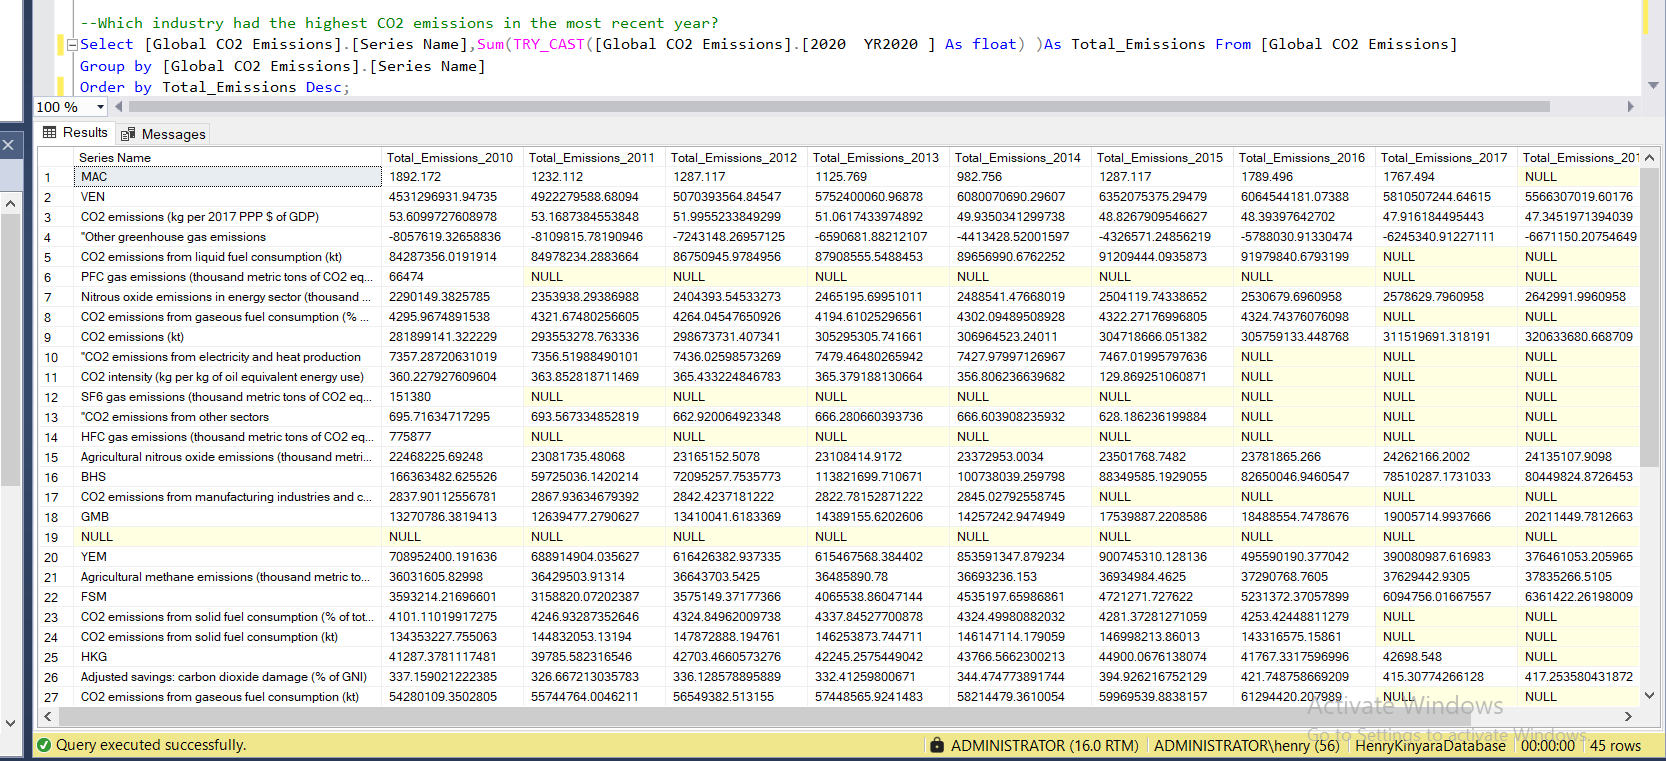 --Which industry had the highest CO2 emissions in the most recent year?
Select [Global CO2 Emissions].[Series Name],Sum(TRY_CAST([Global CO2 Emissions].[2020  YR2020 ] As float) )As Total_Emissions From [Global CO2 Emissions]
Group by [Global CO2 Emissions].[Series Name]
Order by Total_Emissions Desc;
100 %
Results Messages
Series Name Total_Emissions_2010 Total_Emissions_2011 Total_Emissions_2012 Total_Emissions_2013 Total_Emissions_2014 Total_Emissions_2015 Total_Emissions_2016 Total_Emissions_2017 Total_Emissions_201
1 MAC 1892.172 1232.112 1287.117 1125.769 982.756 1287.117 1789.496 1767.494 NULL
2 VEN 4531296931.94735 4922279588.68094 5070393564.84547 5752400060.96878 6080070690.29607 6352075375.29479 6064544181.07388 5810507244.64615 5566307019.60176
3 CO2 emissions (kg per 2017 PPP $ of GDP) 53.6099727608978 53.1687384553848 51.9955233849299 51.0617433974892 49.9350341299738 48.8267909546627 48.39397642702 47.916184495443 47.3451971394039
4 "Other greenhouse gas emissions -8057619.32658836 -8109815.78190946 -7243148.26957125 -6590681.88212107 -4413428.52001597 -4326571.24856219 -5788030.91330474 -6245340.91227111 -6671150.20754649
5 CO2 emissions from liquid fuel consumption (kt) 84287356.0191914 84978234.2883664 86750945.9784956 87908555.5488453 89656990.6762252 91209444.0935873 91979840.6793199 NULL NULL
6 PFC gas emissions (thousand metric tons of CO2 eq... 66474 NULL NULL NULL NULL NULL NULL NULL NULL
7 Nitrous oxide emissions in energy sector (thousand ... 2290149.3825785 2353938.29386988 2404393.54533273 2465195.69951011 2488541.47668019 2504119.74338652 2530679.6960958 2578629.7960958 2642991.9960958
8 CO2 emissions from gaseous fuel consumption (% ... 4295.9674891538 4321.67480256605 4264.04547650926 4194.61025296561 4302.09489508928 4322.27176996805 4324.74376076098 NULL NULL
9 CO2 emissions (kt) 281899141.322229 293553278.763336 298673731.407341 305295305.741661 306964523.24011 304718666.051382 305759133.448768 311519691.318191 320633680.668709
10 "CO2 emissions from electricity and heat production 7357.28720631019 7356.51988490101 7436.02598573269 7479.46480265942 7427.97997126967 7467.01995797636 NULL NULL NULL
11 CO2 intensity (kg per kg of oil equivalent energy use) 360.227927609604 363.852818711469 365.433224846783 365.379188130664 356.806236639682 129.869251060871 NULL NULL NULL
12 SF6 gas emissions (thousand metric tons of CO2 eq... 151380 NULL NULL NULL NULL NULL NULL NULL NULL
13 "CO2 emissions from other sectors 695.71634717295 693.567334852819 662.920064923348 666.280660393736 666.603908235932 628.186236199884 NULL NULL NULL
14 HFC gas emissions (thousand metric tons of CO2 eq... 775877 NULL NULL NULL NULL NULL NULL NULL NULL
15 Agricultural nitrous oxide emissions (thousand metri... 22468225.69248 23081735.48068 23165152.5078 23108414.9172 23372953.0034 23501768.7482 23781865.266 24262166.2002 24135107.9098
16 BHS 166363482.625526 59725036.1420214 72095257.7535773 113821699.710671 100738039.259798 88349585.1929055 82650046.9460547 78510287.1731033 80449824.8726453
17 CO2 emissions from manufacturing industries and c... 2837.90112556781 2867.93634679392 2842.4237181222 2822.78152871222 2845.02792558745 NULL NULL NULL NULL
18 GMB 13270786.3819413 12639477.2790627 13410041.6183369 14389155.6202606 14257242.9474949 17539887.2208586 18488554.7478676 19005714.9937666 20211449.7812663
19 NULL NULL NULL NULL NULL NULL NULL NULL NULL NULL
20 YEM 708952400.191636 688914904.035627 616426382.937335 615467568.384402 853591347.879234 900745310.128136 495590190.377042 390080987.616983 376461053.205965
21 Agricultural methane emissions (thousand metric to... 36031605.82998 36429503.91314 36643703.5425 36485890.78 36693236.153 36934984.4625 37290768.7605 37629442.9305 37835266.5105
22 FSM 3593214.21696601 3158820.07202387 3575149.37177366 4065538.86047144 4535197.65986861 4721271.727622 5231372.37057899 6094756.01667557 6361422.26198009
23 CO2 emissions from solid fuel consumption (% of tot... 4101.11019917275 4246.93287352646 4324.84962009738 4337.84527700878 4324.49980882032 4281.37281271059 4253.42448811279 NULL NULL
24 CO2 emissions from solid fuel consumption (kt) 134353227.755063 144832053.13194 147872888.194761 146253873.744711 146147114.179059 146998213.86013 143316575.15861 NULL NULL
25 HKG 41287.3781117481 39785.582316546 42703.4660573276 42245.2575449042 43766.5662300213 44900.0676138074 41767.3317596996 42698.548 NULL
26 Adjusted savings: carbon dioxide damage (% of GNI) 337.159021222385 326.667213035783 336.128578895889 332.41259800671 344.474773891744 394.926216752129 421.748758669209 415.30774266128 417.253580431872
27 CO2 emissions from gaseous fuel consumption (kt) 54280109.3502805 55744764.0046211 56549382.513155 57448565.9241483 58214479.3610054 59969539.8838157 61294420.207989 NULL NULL
Activate Windows
Go to Settings to activate Windows.
Query executed successfully. ADMINISTRATOR (16.0 RTM) ADMINISTRATOR\henry (56) HenryKinyaraDatabase 00:00:00 45 rows